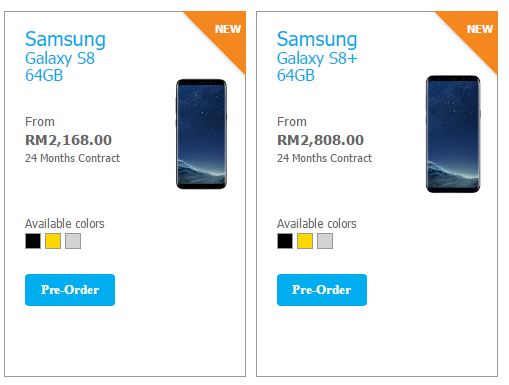 NEW
Samsung
Galaxy S8
64GB
From
RM2,168.00
24 Months Contract
Available colors
Pre-Order
NEW
Samsung
Galaxy S8+
64GB
From
RM2,808.00
24 Months Contract
Available colors
Pre-Order